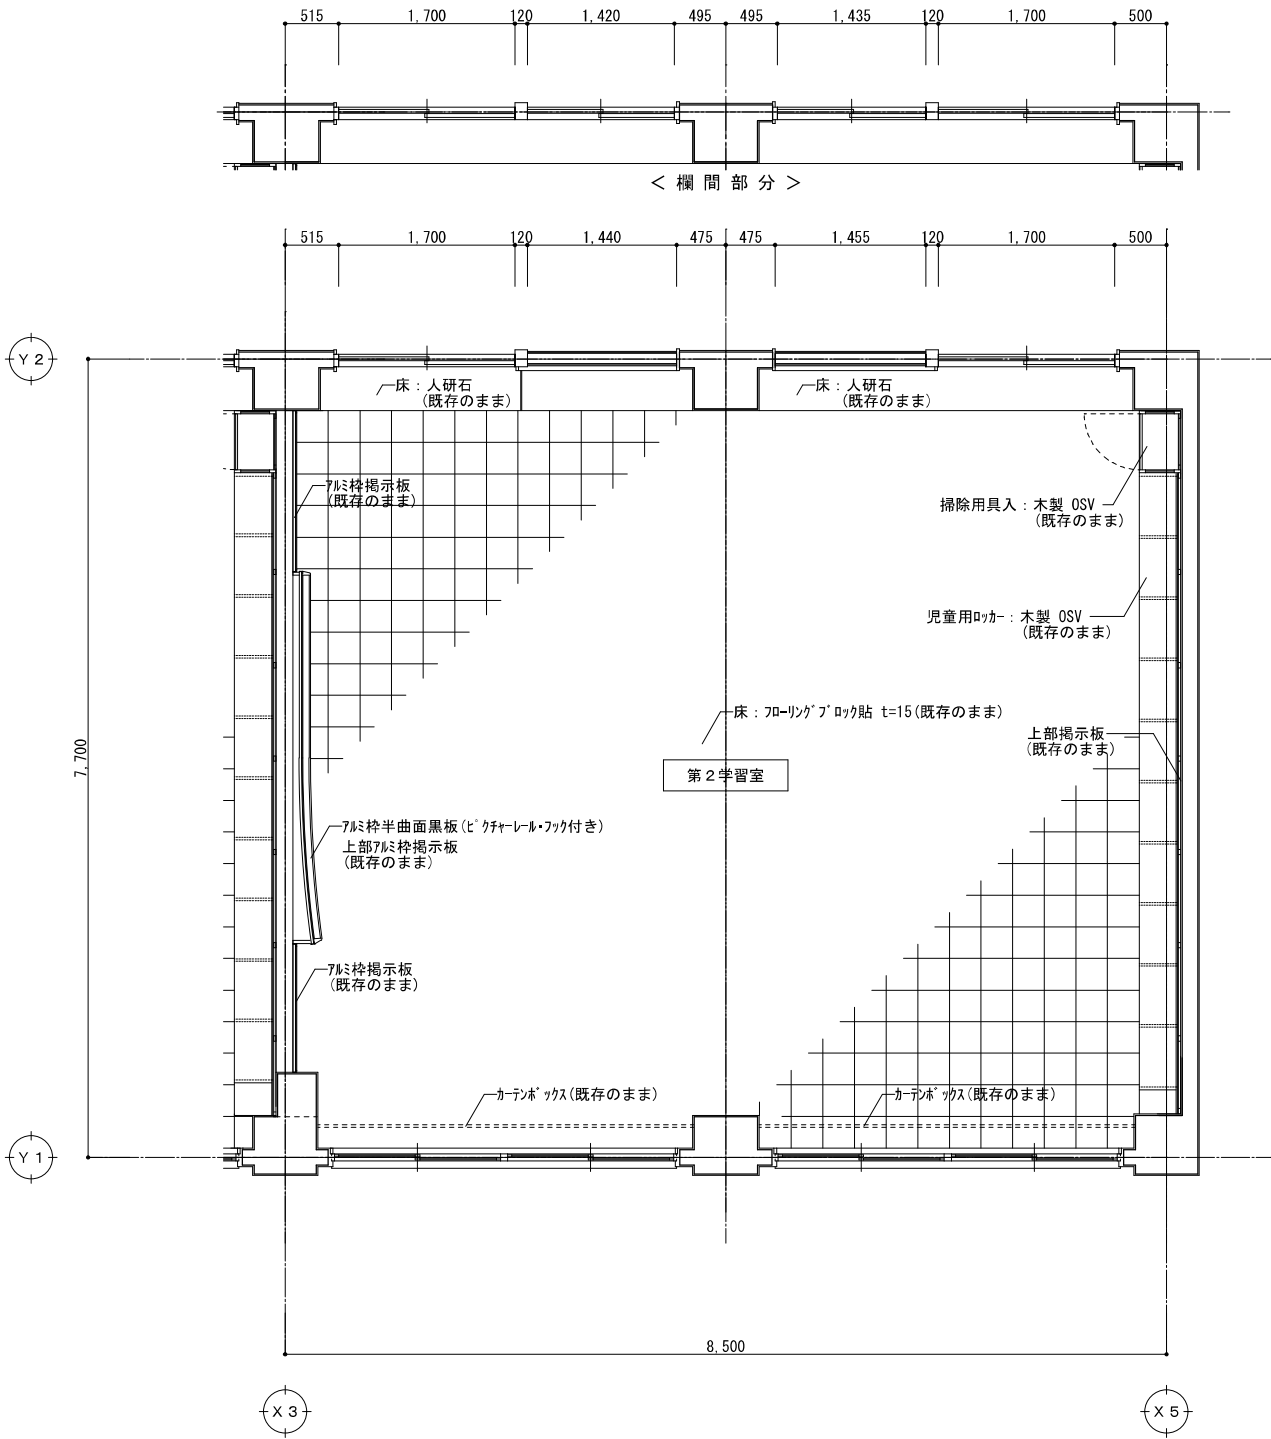 515 1,700 120 1,420 495 495 1,435 120 1,700 500
＜欄間部分＞
515 1,700 120 1,440 475 475 1,455 120 1,700 500
Y2
床：人研石
(既存のまま)
床：人研石
(既存のまま)
ｱﾙﾐ枠掲示板
(既存のまま)
掃除用具入：木製 OSV
(既存のまま)
児童用ﾛｯｶｰ：木製 OSV
(既存のまま)
床：ﾌﾛｰﾘﾝｸﾞﾌﾞﾛｯｸ貼 t=15(既存のまま)
上部掲示板
(既存のまま)
7,700
第２学習室
ｱﾙﾐ枠半曲面黒板(ﾋﾟｸﾁｬｰﾚｰﾙ・ﾌｯｸ付き)
上部ｱﾙﾐ枠掲示板
(既存のまま)
ｱﾙﾐ枠掲示板
(既存のまま)
ｶｰﾃﾝﾎﾞｯｸｽ(既存のまま)
ｶｰﾃﾝﾎﾞｯｸｽ(既存のまま)
Y1
8,500
X3
X5